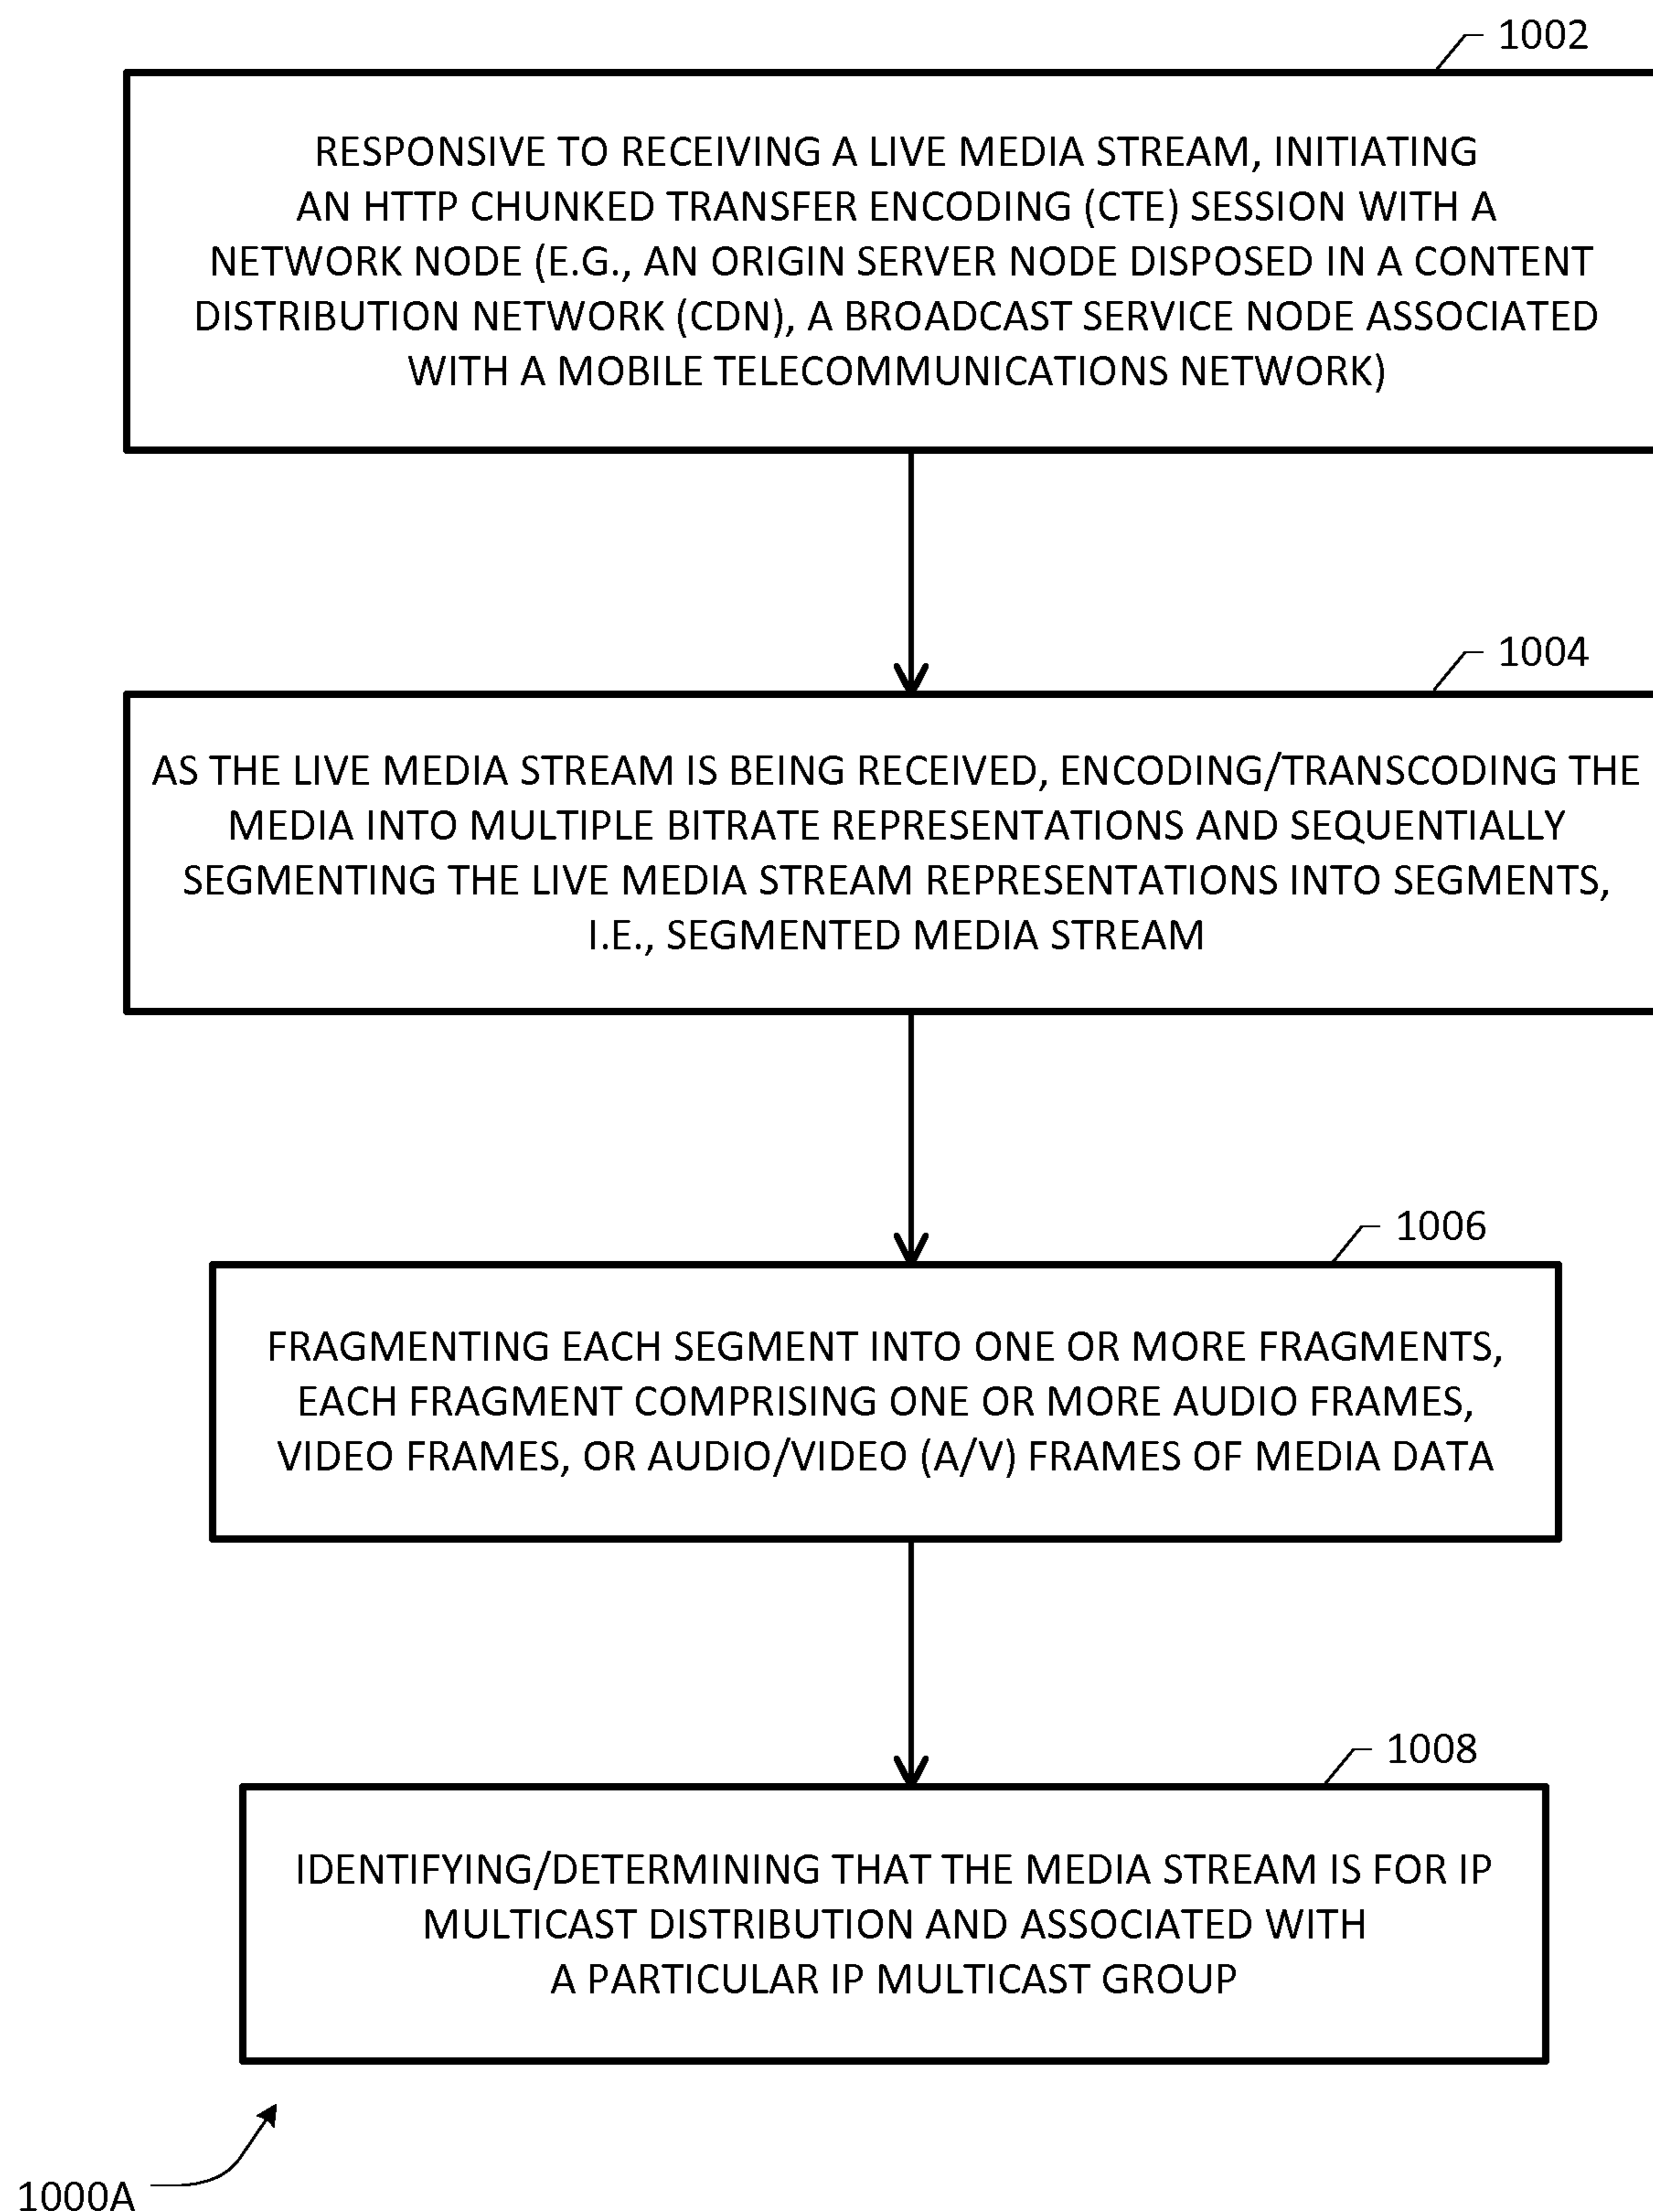 1002
RESPONSIVE TO RECEIVING A LIVE MEDIA STREAM, INITIATING
AN HTTP CHUNKED TRANSFER ENCODING (CTE) SESSION WITH A
NETWORK NODE (E.G., AN ORIGIN SERVER NODE DISPOSED IN A CONTENT
DISTRIBUTION NETWORK (CDN), A BROADCAST SERVICE NODE ASSOCIATED
WITH A MOBILE TELECOMMUNICATIONS NETWORK)
1004
AS THE LIVE MEDIA STREAM IS BEING RECEIVED, ENCODING/TRANSCODING THE
MEDIA INTO MULTIPLE BITRATE REPRESENTATIONS AND SEQUENTIALLY
SEGMENTING THE LIVE MEDIA STREAM REPRESENTATIONS INTO SEGMENTS,
I.E., SEGMENTED MEDIA STREAM
1006
FRAGMENTING EACH SEGMENT INTO ONE OR MORE FRAGMENTS,
EACH FRAGMENT COMPRISING ONE OR MORE AUDIO FRAMES,
VIDEO FRAMES, OR AUDIO/VIDEO (A/V) FRAMES OF MEDIA DATA
1008
IDENTIFYING/DETERMINING THAT THE MEDIA STREAM IS FOR IP
MULTICAST DISTRIBUTION AND ASSOCIATED WITH
A PARTICULAR IP MULTICAST GROUP
1000A